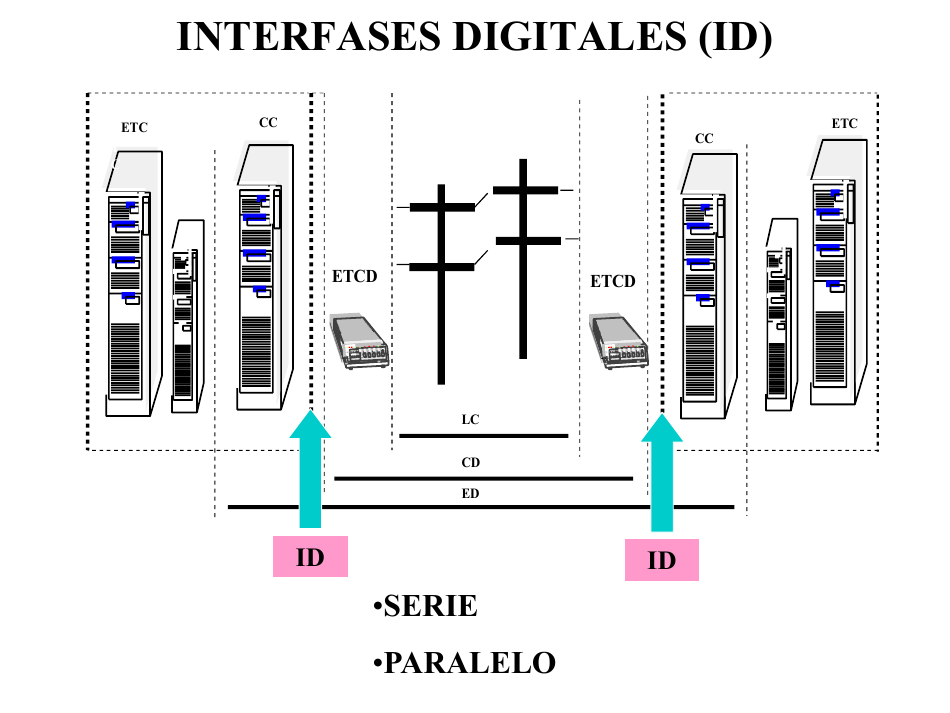 INTERFASES DIGITALES (ID)
ETC
CC
CC
ETC
ETCD
ETCD
LC
CD
ED
ID
ID
•SERIE
•PARALELO